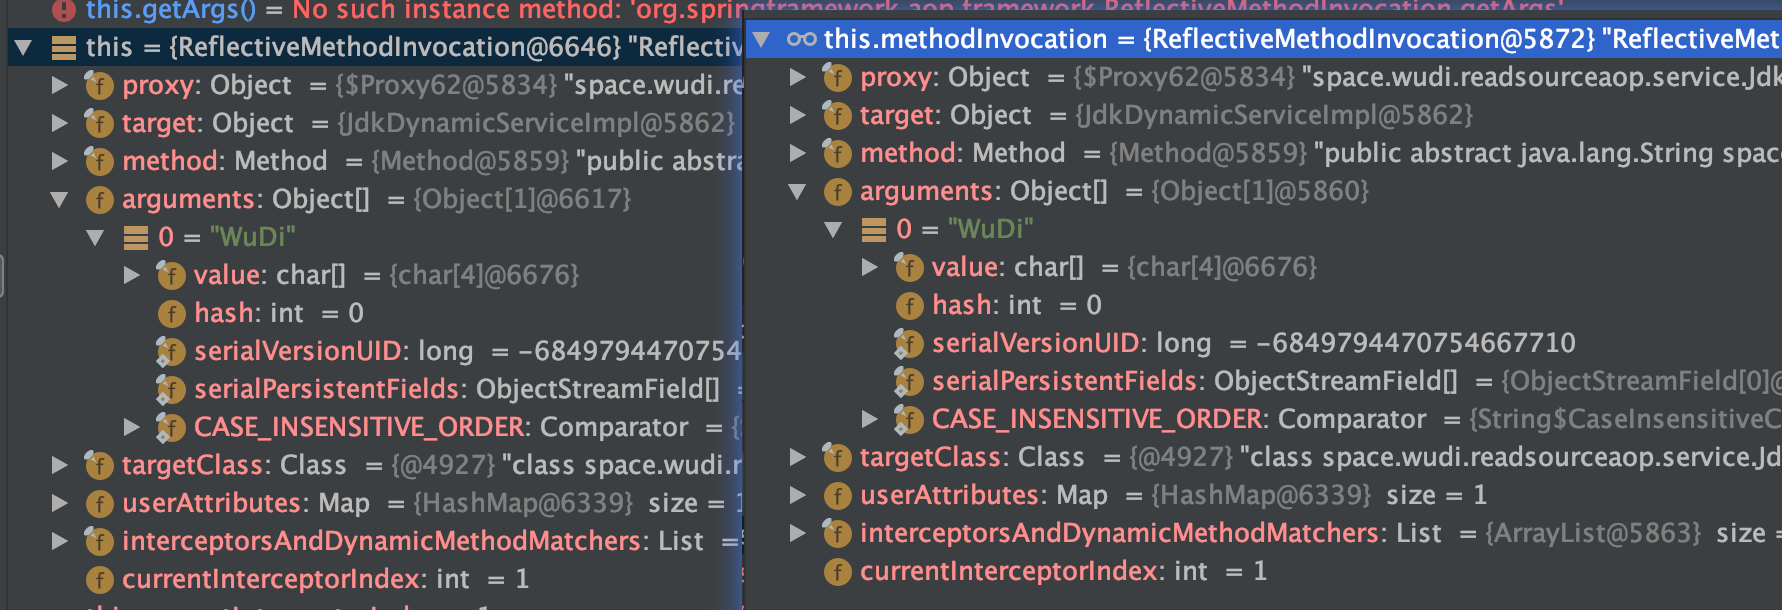 this.getArgs() = No such instance method: 'org.springframework.aop.framework.ReflectiveMethodInvocation.getArgs'
this = {ReflectiveMethodInvocation@6646} "Reflectiv
proxy: Object = {$Proxy62@5834} "space.wudi.re
target: Object = {JdkDynamicServiceImpl@5862}
method: Method = {Method@5859} "public abstra
arguments: Object[] = {Object[1]@6617}
0 = "WuDi"
value: char[] = {char[4]@6676}
hash: int = 0
serialVersionUID: long = -6849794470754
serialPersistentFields: ObjectStreamField[] =
CASE_INSENSITIVE_ORDER: Comparator = {
targetClass: Class = {@4927} "class space.wudi.r
userAttributes: Map = {HashMap@6339} size = 1
interceptorsAndDynamicMethodMatchers: List =
currentInterceptorIndex: int = 1
this.methodInvocation = {ReflectiveMethodInvocation@5872} "ReflectiveMet
proxy: Object = {$Proxy62@5834} "space.wudi.readsourceaop.service.Jdk
target: Object = {JdkDynamicServiceImpl@5862}
method: Method = {Method@5859} "public abstract java.lang.String space
arguments: Object[] = {Object[1]@5860}
0 = "WuDi"
value: char[] = {char[4]@6676}
hash: int = 0
serialVersionUID: long = -6849794470754667710
serialPersistentFields: ObjectStreamField[] = {ObjectStreamField[0]@
CASE_INSENSITIVE_ORDER: Comparator = {String$CaseInsensitiveC
targetClass: Class = {@4927} "class space.wudi.readsourceaop.service.Jd
userAttributes: Map = {HashMap@6339} size = 1
interceptorsAndDynamicMethodMatchers: List = {ArrayList@5863} size =
currentInterceptorIndex: int = 1